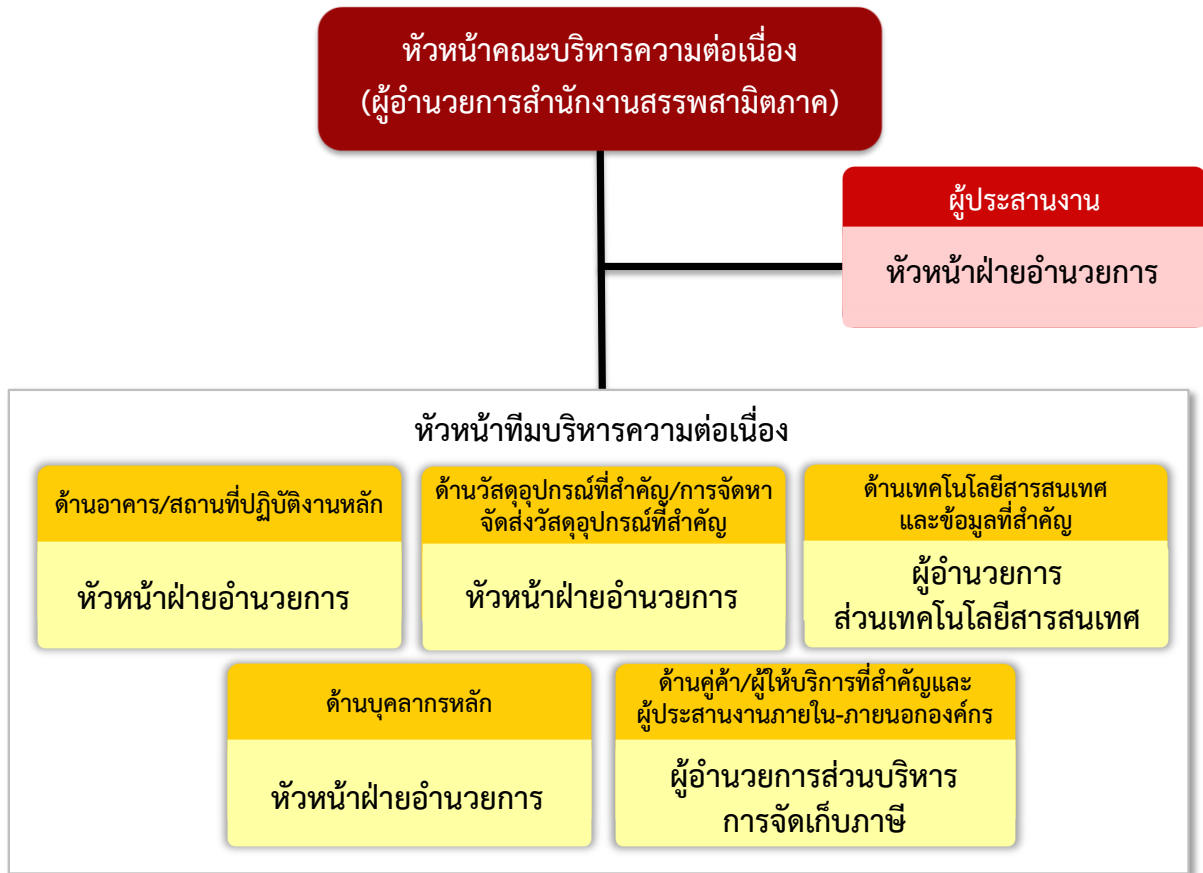 หัวหน้าคณะบริหารความต่อเนื่อง
(ผู้อำนวยการสำนักงานสรรพสามิตภาค)
ผู้ประสานงาน
หัวหน้าฝ่ายอำนวยการ
หัวหน้าทีมบริหารความต่อเนื่อง
ด้านอาคาร/สถานที่ปฏิบัติงานหลัก
หัวหน้าฝ่ายอำนวยการ
ด้านวัสดุอุปกรณ์ที่สำคัญ/การจัดหา
จัดส่งวัสดุอุปกรณ์ที่สำคัญ
หัวหน้าฝ่ายอำนวยการ
ด้านเทคโนโลยีสารสนเทศ
และข้อมูลที่สำคัญ
ผู้อำนวยการ
ส่วนเทคโนโลยีสารสนเทศ
ด้านบุคลากรหลัก
หัวหน้าฝ่ายอำนวยการ
ด้านคู่ค้า/ผู้ให้บริการที่สำคัญและ
ผู้ประสานงานภายใน-ภายนอกองค์กร
ผู้อำนวยการส่วนบริหาร
การจัดเก็บภาษี